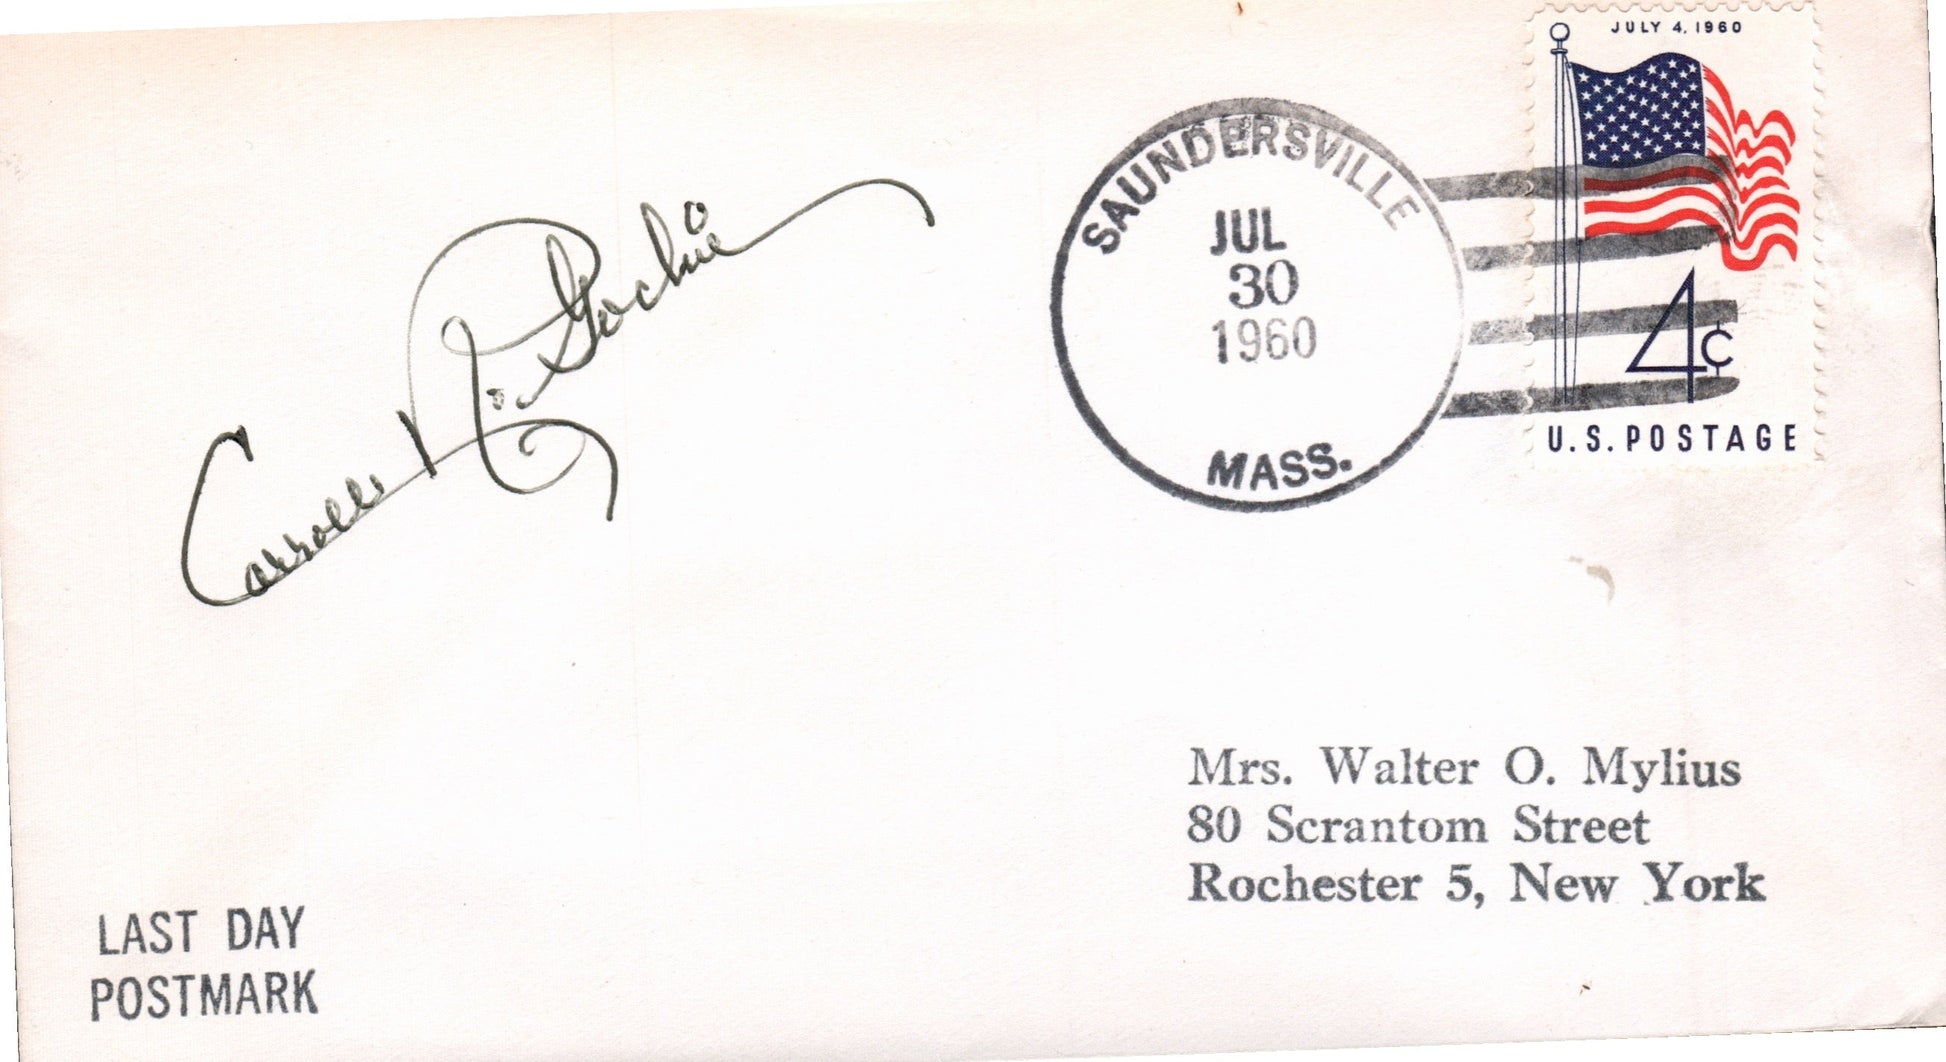 JULY 4, 1960
SAUNDERSVILLE
JUL
30
1960
MASS.
4¢
U.S. POSTAGE
Carroll
LAST DAY
POSTMARK
Mrs. Walter O. Mylius
80 Scrantom Street
Rochester 5, New York